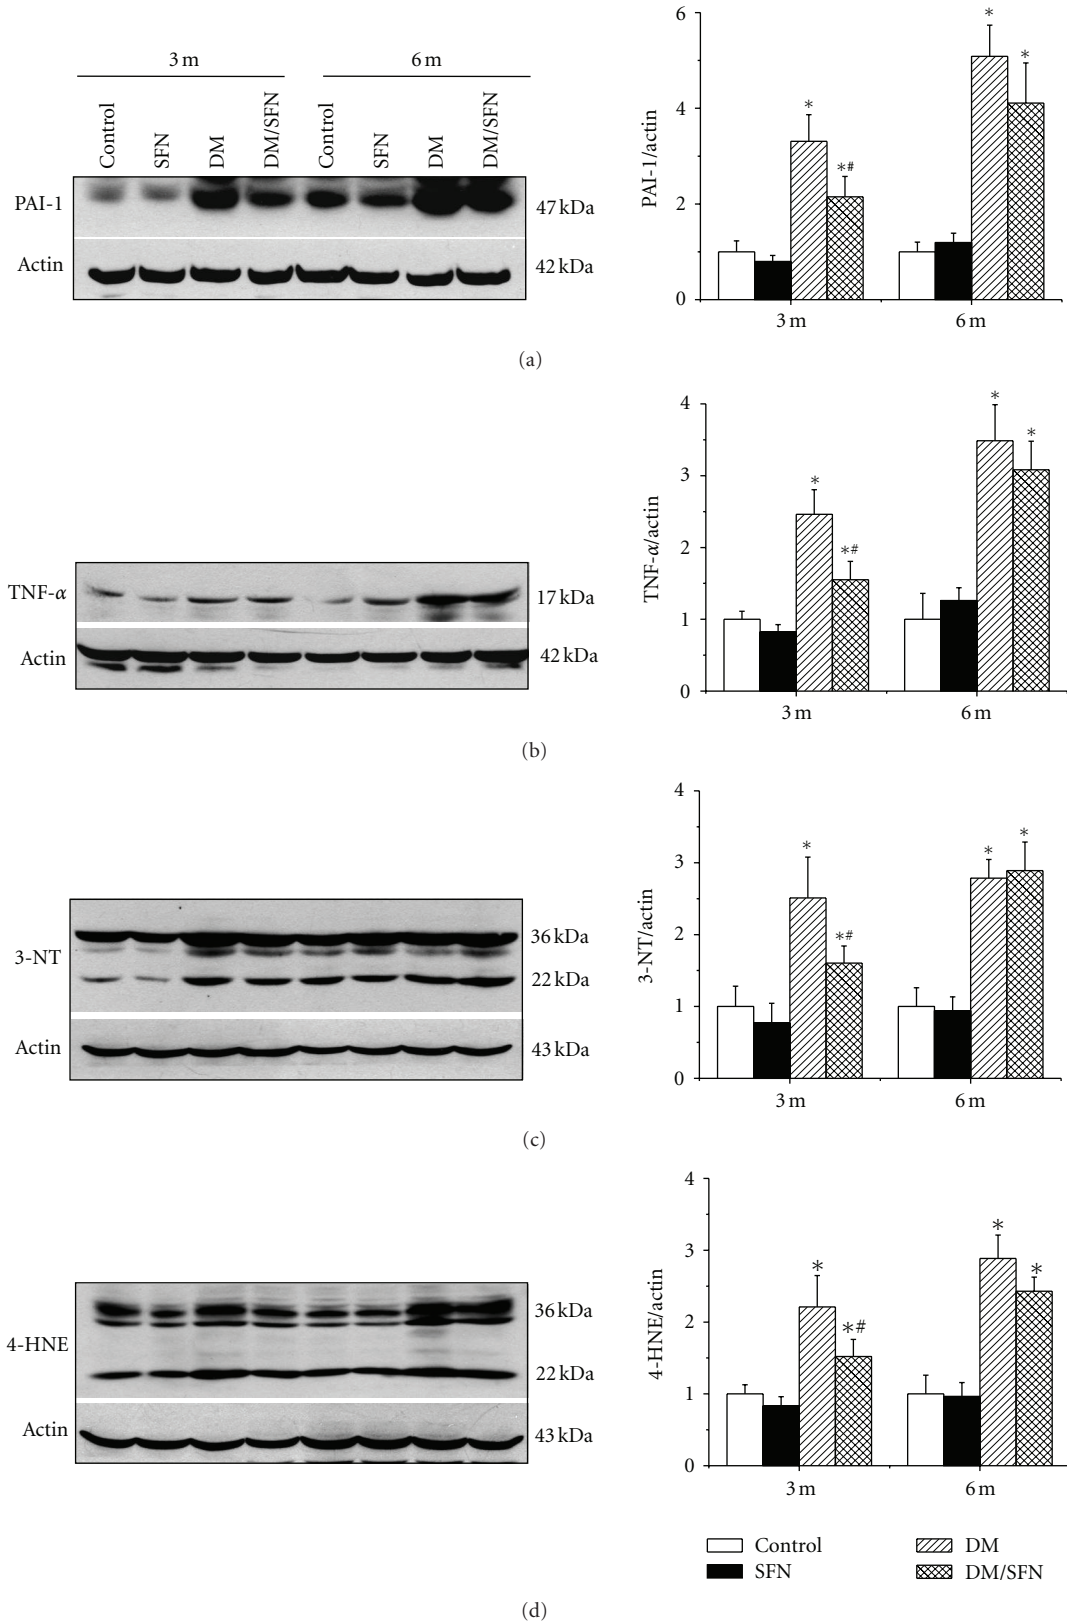 3 m 6 m
Control SFN DM DM/SFN Control SFN DM DM/SFN
PAI-1 47 kDa
Actin 42 kDa
PAI-1/actin
6
4
2
0
* *# * *
3 m 6 m
(a)
TNF-α 17 kDa
Actin 42 kDa
TNF-α/actin
4
3
2
1
0
* *# * *
3 m 6 m
(b)
3-NT 36 kDa
22 kDa
Actin 43 kDa
3-NT/actin
4
3
2
1
0
* *# * *
3 m 6 m
(c)
4-HNE 36 kDa
22 kDa
Actin 43 kDa
4-HNE/actin
4
3
2
1
0
* *# * *
3 m 6 m
Control DM
SFN DM/SFN
(d)